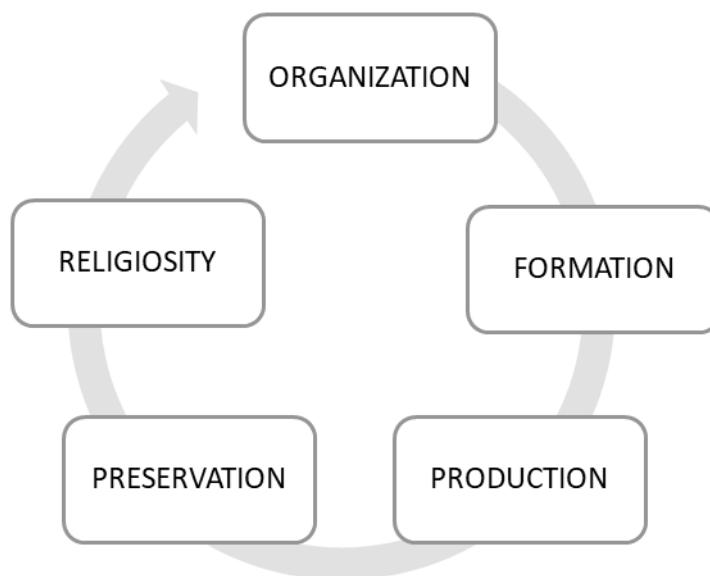 ORGANIZATION
FORMATION
PRODUCTION
PRESERVATION
RELIGIOSITY